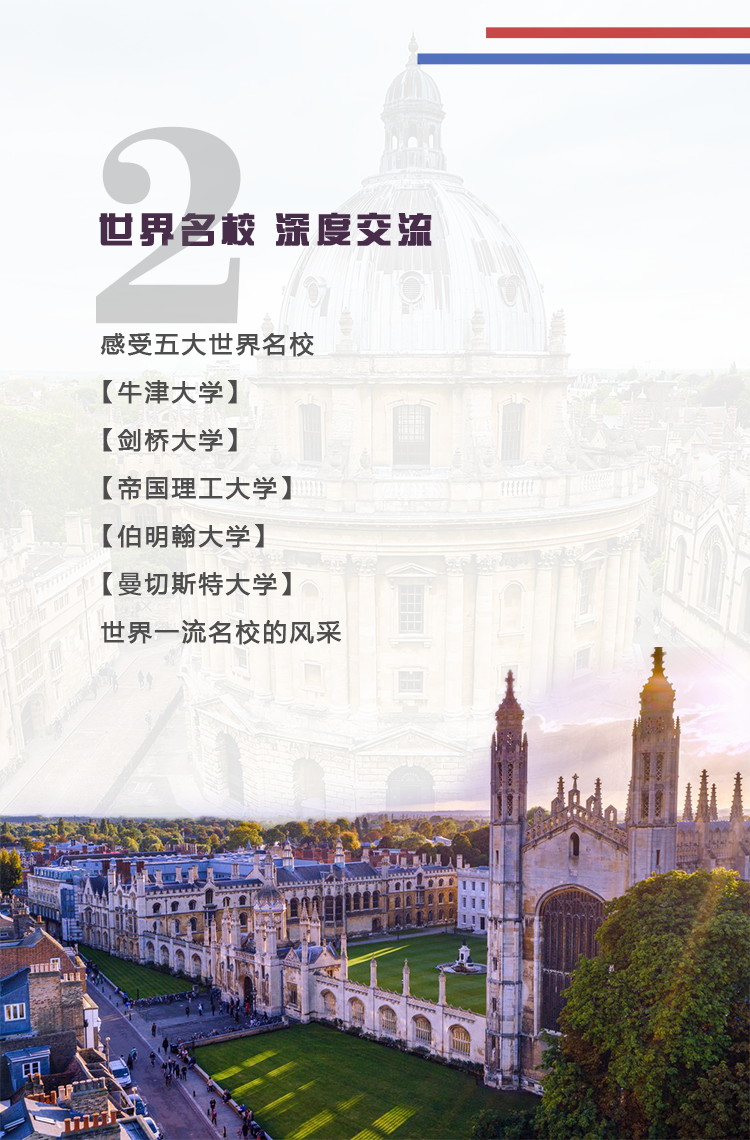 2
世界名校 深度交流
感受五大世界名校
【牛津大学】
【剑桥大学】
【帝国理工大学】
【伯明翰大学】
【曼切斯特大学】
世界一流名校的风采